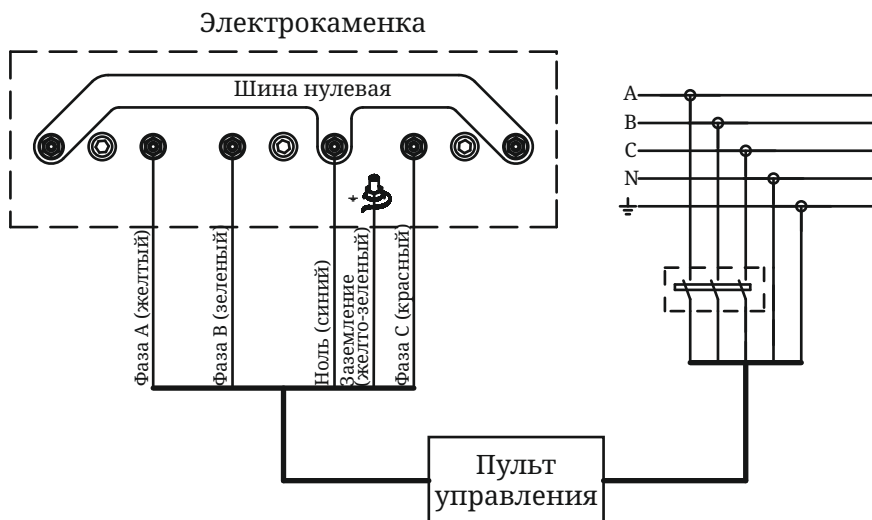 Электрокаменка
Шина нулевая
A
B
C
N
Фаза A (желтый)
Фаза B (зеленый)
Ноль (синий)
Заземление
(желто-зеленый)
Фаза C (красный)
Пульт
управления